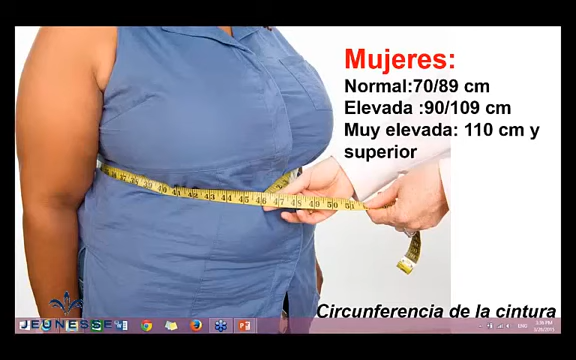 Mujeres:
Normal:70/89 cm
Elevada :90/109 cm
Muy elevada: 110 cm y
superior
Circunferencia de la cintura
JEUNESSE